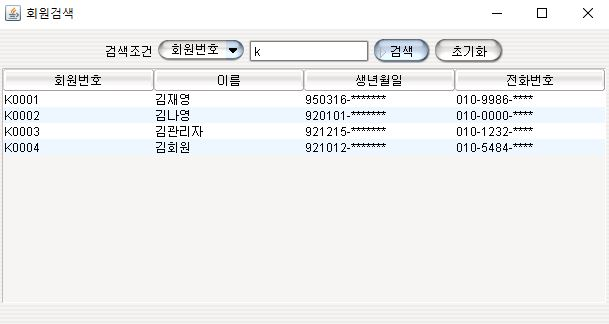 회원검색
검색조건 회원번호 k 검색 초기화
회원번호 이름 생년월일 전화번호
K0001 김재영 950316-******* 010-9986-****
K0002 김나영 920101-******* 010-0000-****
K0003 김관리자 921215-******* 010-1232-****
K0004 김회원 921012-******* 010-5484-****